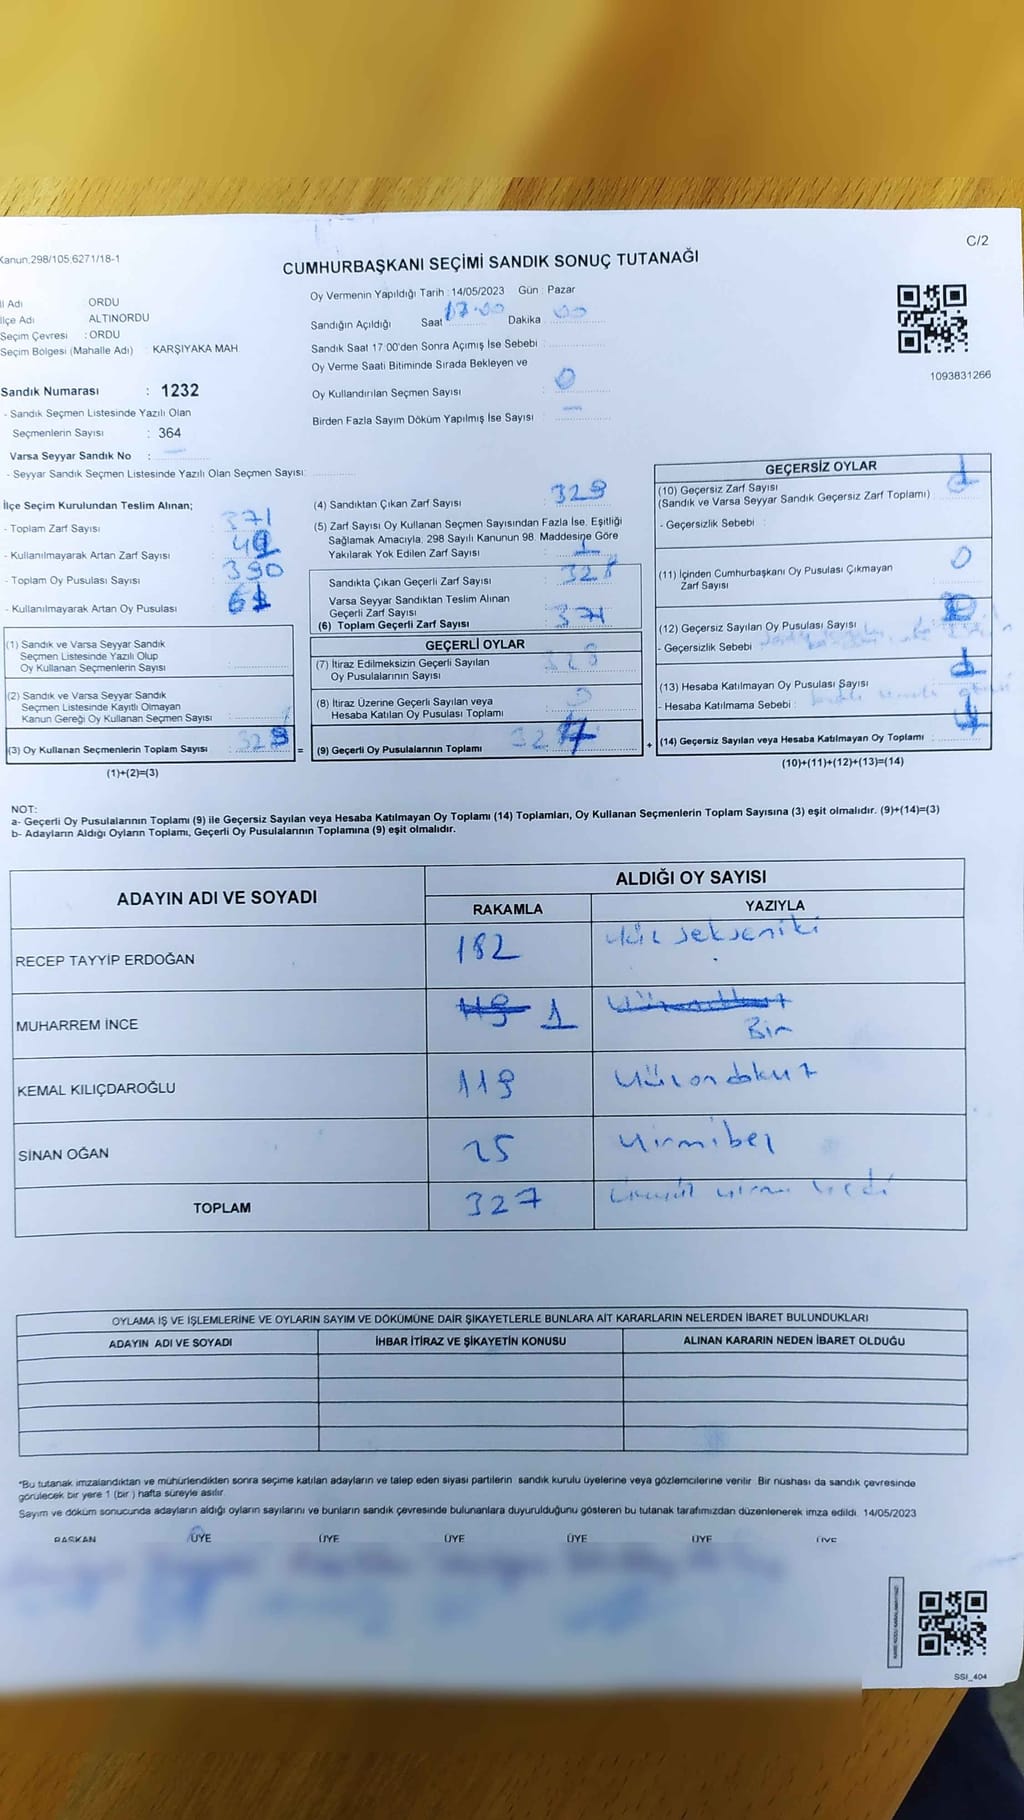 C/2
Kanun.298/105,6271/18-1
CUMHURBAŞKANI SEÇİMİ SANDIK SONUÇ TUTANAĞI
İl Adı ORDU
İlçe Adı ALTINORDU
Seçim Çevresi : ORDU
Seçim Bölgesi (Mahalle Adı) : KARŞIYAKA MAH.
Sandık Numarası : 1232
- Sandık Seçmen Listesinde Yazılı Olan
Seçmenlerin Sayısı : 364
Varsa Seyyar Sandık No :
- Seyyar Sandık Seçmen Listesinde Yazılı Olan Seçmen Sayısı:
Oy Vermenin Yapıldığı Tarih : 14/05/2023 Gün : Pazar
Sandığın Açıldığı Saat 17:00 Dakika 00
Sandık Saat 17:00'den Sonra Açımış İse Sebebi :
Oy Verme Saati Bitiminde Sırada Bekleyen ve
Oy Kullandırılan Seçmen Sayısı : 0
Birden Fazla Sayım Döküm Yapılmış İse Sayısı : —
1093831266
İlçe Seçim Kurulundan Teslim Alınan;
- Toplam Zarf Sayısı 371
- Kullanılmayarak Artan Zarf Sayısı
- Toplam Oy Pusulası Sayısı 390
- Kullanılmayarak Artan Oy Pusulası
(1) Sandık ve Varsa Seyyar Sandık
Seçmen Listesinde Yazılı Olup
Oy Kullanan Seçmenlerin Sayısı
(2) Sandık ve Varsa Seyyar Sandık
Seçmen Listesinde Kayıtlı Olmayan
Kanun Gereği Oy Kullanan Seçmen Sayısı
(3) Oy Kullanan Seçmenlerin Toplam Sayısı :
(1)+(2)=(3)
(4) Sandıktan Çıkan Zarf Sayısı : 329
(5) Zarf Sayısı Oy Kullanan Seçmen Sayısından Fazla İse, Eşitliği
Sağlamak Amacıyla, 298 Sayılı Kanunun 98. Maddesine Göre
Yakılarak Yok Edilen Zarf Sayısı : 1
Sandıkta Çıkan Geçerli Zarf Sayısı : 328
Varsa Seyyar Sandıktan Teslim Alınan
Geçerli Zarf Sayısı
(6) Toplam Geçerli Zarf Sayısı : 371
GEÇERLİ OYLAR
(7) İtiraz Edilmeksizin Geçerli Sayılan
Oy Pusulalarının Sayısı 328
(8) İtiraz Üzerine Geçerli Sayılan veya
Hesaba Katılan Oy Pusulası Toplamı
= (9) Geçerli Oy Pusulalarının Toplamı 327 +
GEÇERSİZ OYLAR
(10) Geçersiz Zarf Sayısı
(Sandık ve Varsa Seyyar Sandık Geçersiz Zarf Toplamı) 1
- Geçersizlik Sebebi :
(11) İçinden Cumhurbaşkanı Oy Pusulası Çıkmayan
Zarf Sayısı 0
(12) Geçersiz Sayılan Oy Pusulası Sayısı :
- Geçersizlik Sebebi
(13) Hesaba Katılmayan Oy Pusulası Sayısı : 1
- Hesaba Katılmama Sebebi :
(14) Geçersiz Sayılan veya Hesaba Katılmayan Oy Toplamı :
(10)+(11)+(12)+(13)=(14)
NOT:
a- Geçerli Oy Pusulalarının Toplamı (9) ile Geçersiz Sayılan veya Hesaba Katılmayan Oy Toplamı (14) Toplamları, Oy Kullanan Seçmenlerin Toplam Sayısına (3) eşit olmalıdır. (9)+(14)=(3)
b- Adayların Aldığı Oyların Toplamı, Geçerli Oy Pusulalarının Toplamına (9) eşit olmalıdır.
ADAYIN ADI VE SOYADI ALDIĞI OY SAYISI
RAKAMLA YAZIYLA
RECEP TAYYİP ERDOĞAN 182 Yüz sekseniki
MUHARREM İNCE 1 Bir
KEMAL KILIÇDAROĞLU 119 Yüzondokuz
SİNAN OĞAN 25 Yirmibeş
TOPLAM 327 Üçyüz yirmi yedi
OYLAMA İŞ VE İŞLEMLERİNE VE OYLARIN SAYIM VE DÖKÜMÜNE DAİR ŞİKAYETLERLE BUNLARA AİT KARARLARIN NELERDEN İBARET BULUNDUKLARI
ADAYIN ADI VE SOYADI İHBAR İTİRAZ VE ŞİKAYETİN KONUSU ALINAN KARARIN NEDEN İBARET OLDUĞU
*Bu tutanak imzalandıktan ve mühürlendikten sonra seçime katılan adayların ve talep eden siyasi partilerin sandık kurulu üyelerine veya gözlemcilerine verilir. Bir nüshası da sandık çevresinde
görülecek bir yere 1 (bir ) hafta süreyle asılır.
Sayım ve döküm sonucunda adayların aldığı oyların sayılarını ve bunların sandık çevresinde bulunanlara duyurulduğunu gösteren bu tutanak tarafımızdan düzenlenerek imza edildi. 14/05/2023
BAŞKAN ÜYE ÜYE ÜYE ÜYE ÜYE ÜYE
SSI_404